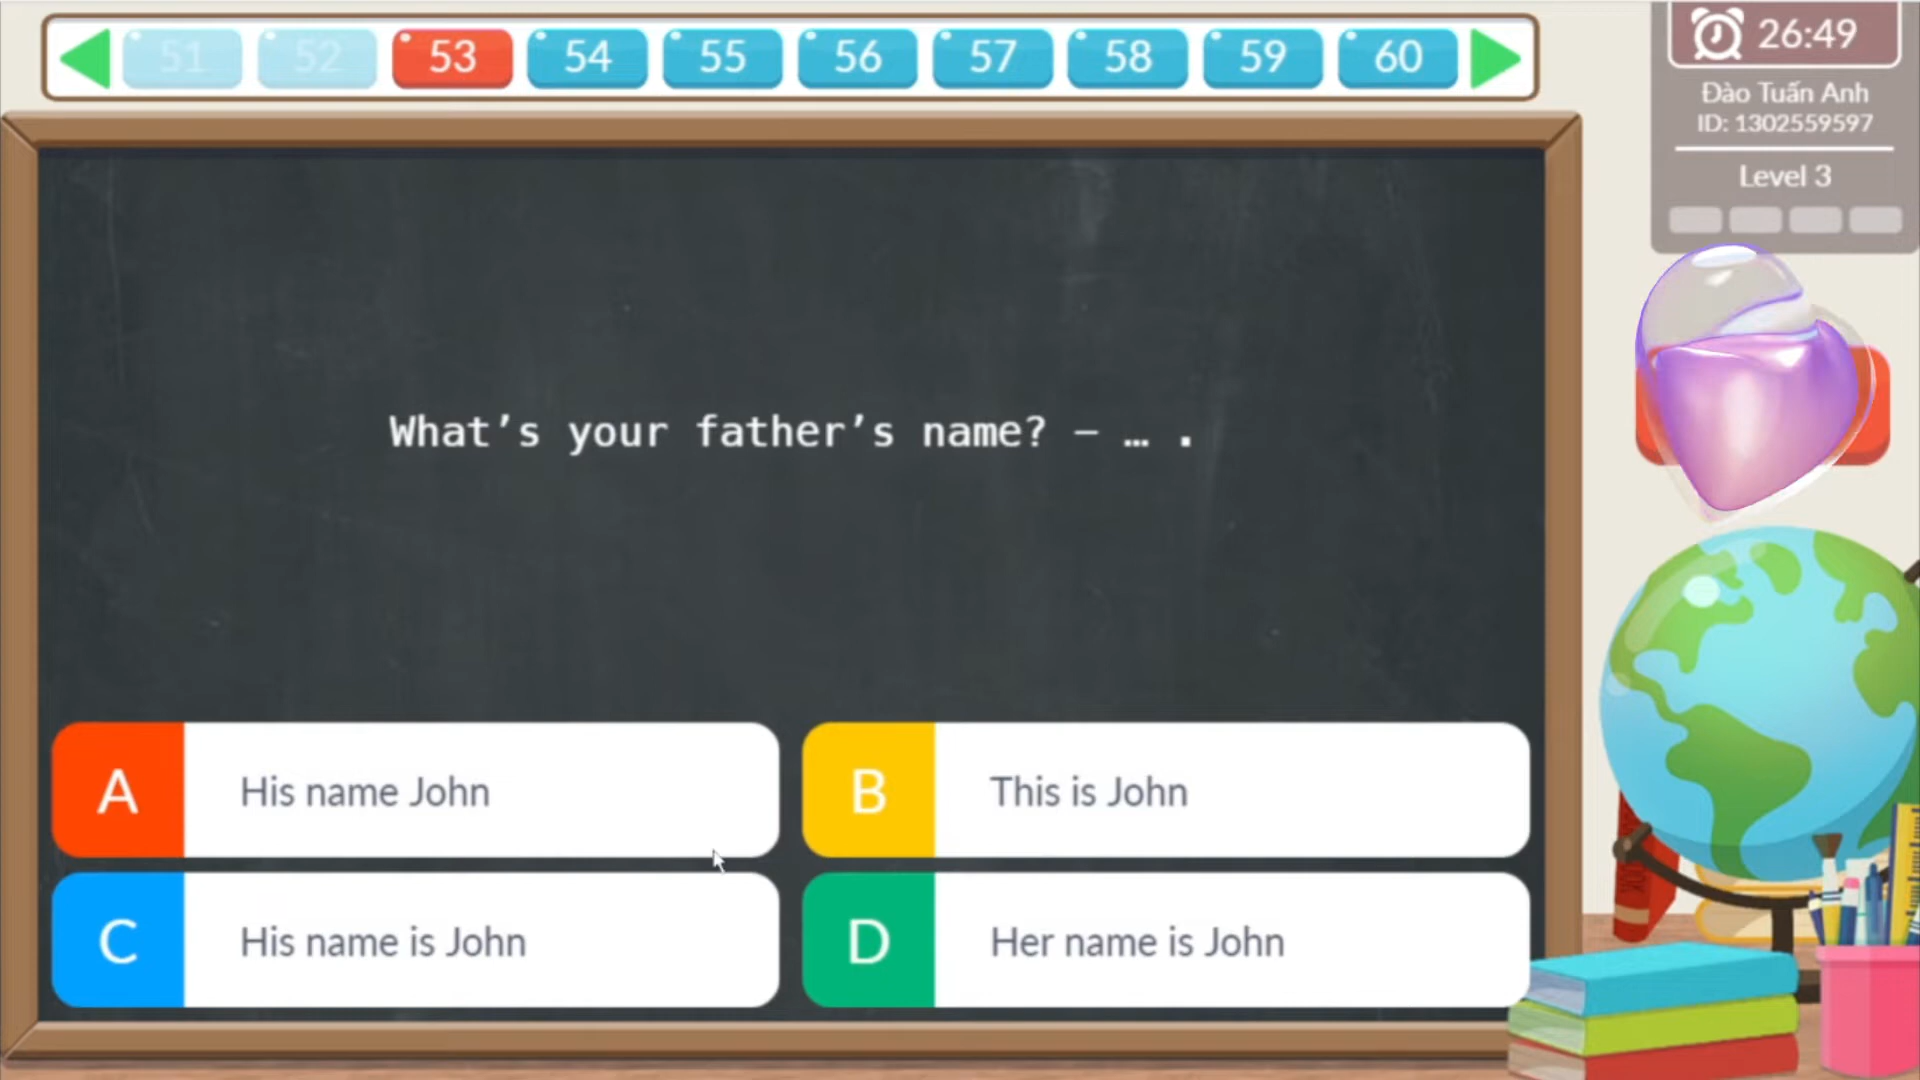 51 52 53 54 55 56 57 58 59 60
26:49
Đào Tuấn Anh
ID: 1302559597
Level 3
What’s your father’s name? – … .
A His name John
B This is John
C His name is John
D Her name is John